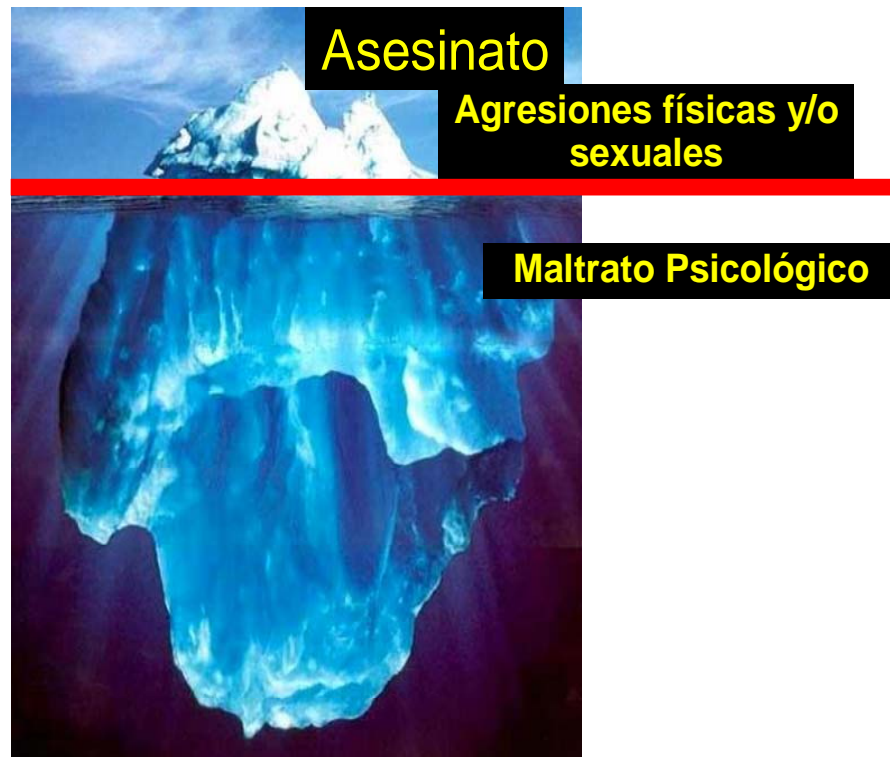 Asesinato
Agresiones físicas y/o
sexuales
Maltrato Psicológico